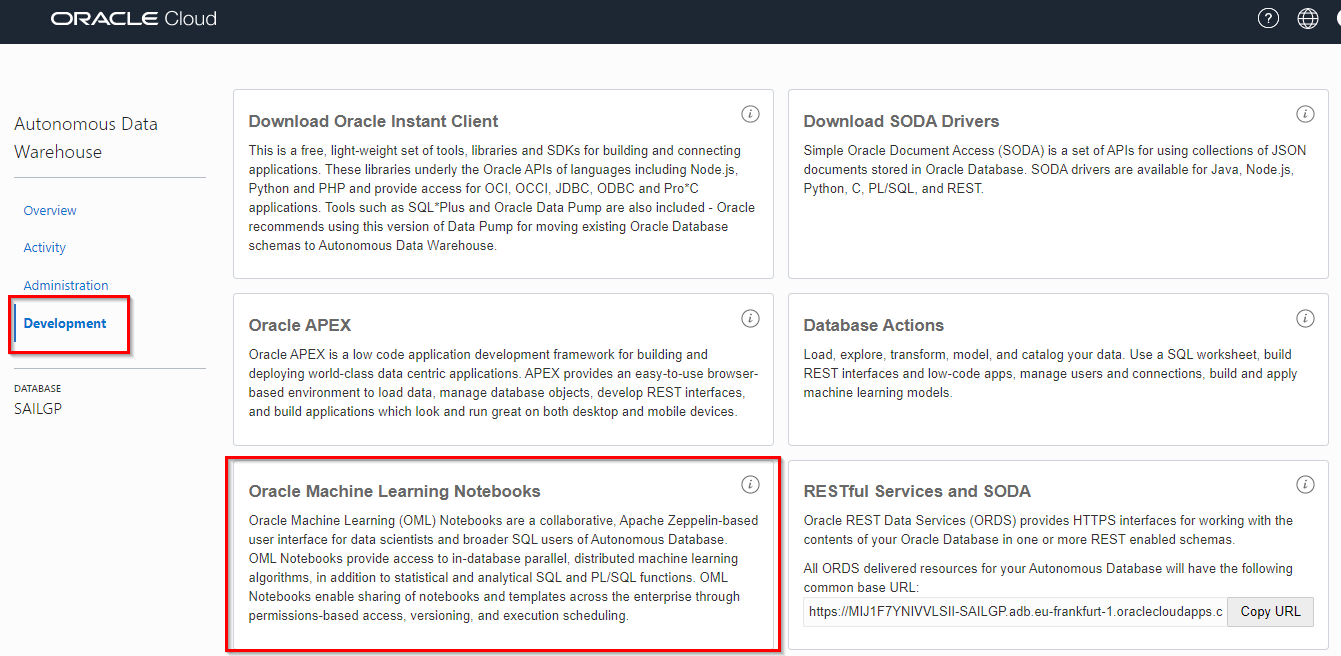 ORACLE Cloud
Autonomous Data
Warehouse
Overview
Activity
Administration
Development
DATABASE
SAILGP
Download Oracle Instant Client
This is a free, light-weight set of tools, libraries and SDKs for building and connecting
applications. These libraries underly the Oracle APIs of languages including Node.js,
Python and PHP and provide access for OCI, OCCI, JDBC, ODBC and Pro*C
applications. Tools such as SQL*Plus and Oracle Data Pump are also included - Oracle
recommends using this version of Data Pump for moving existing Oracle Database
schemas to Autonomous Data Warehouse.
Download SODA Drivers
Simple Oracle Document Access (SODA) is a set of APIs for using collections of JSON
documents stored in Oracle Database. SODA drivers are available for Java, Node.js,
Python, C, PL/SQL, and REST.
Oracle APEX
Oracle APEX is a low code application development framework for building and
deploying world-class data centric applications. APEX provides an easy-to-use browser-
based environment to load data, manage database objects, develop REST interfaces,
and build applications which look and run great on both desktop and mobile devices.
Database Actions
Load, explore, transform, model, and catalog your data. Use a SQL worksheet, build
REST interfaces and low-code apps, manage users and connections, build and apply
machine learning models.
Oracle Machine Learning Notebooks
Oracle Machine Learning (OML) Notebooks are a collaborative, Apache Zeppelin-based
user interface for data scientists and broader SQL users of Autonomous Database.
OML Notebooks provide access to in-database parallel, distributed machine learning
algorithms, in addition to statistical and analytical SQL and PL/SQL functions. OML
Notebooks enable sharing of notebooks and templates across the enterprise through
permissions-based access, versioning, and execution scheduling.
RESTful Services and SODA
Oracle REST Data Services (ORDS) provides HTTPS interfaces for working with the
contents of your Oracle Database in one or more REST enabled schemas.
All ORDS delivered resources for your Autonomous Database will have the following
common base URL:
https://MIJ1F7YNIVVLSII-SAILGP.adb.eu-frankfurt-1.oraclecloudapps.c Copy URL